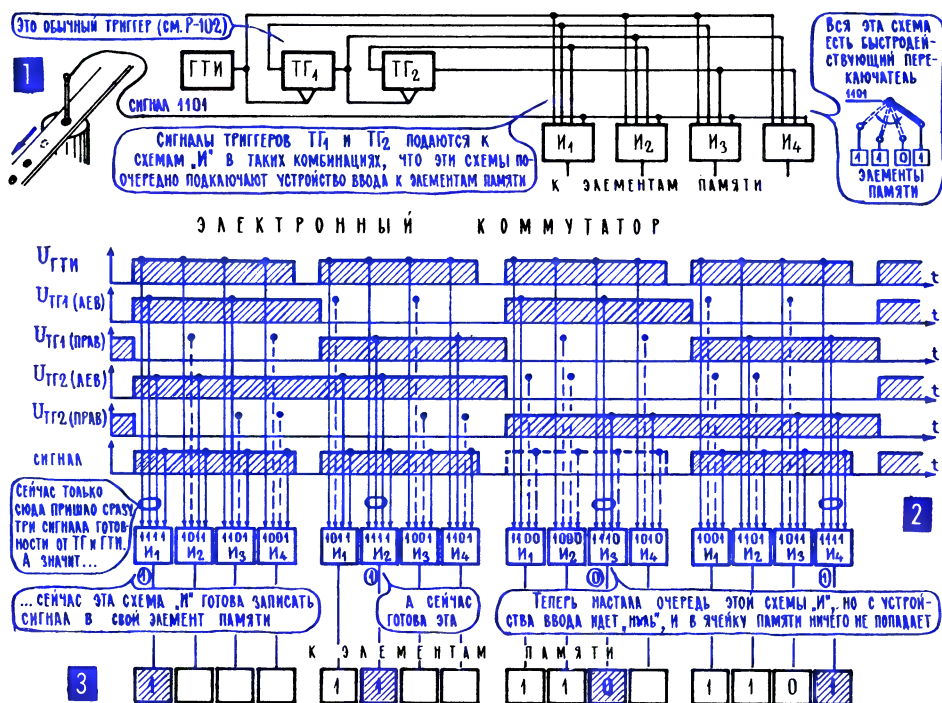 Это обычный триггер (см. Р-102)
1
ГТИ
ТГ1
ТГ2
Сигнал 1101
Вся эта схема
есть быстродей-
ствующий пере-
ключатель
1101
1 1 0 1
Элементы
памяти
Сигналы триггеров ТГ1 и ТГ2 подаются к
схемам „И" в таких комбинациях, что эти схемы по-
очередно подключают устройство ввода к элементам памяти
И1 И2 И3 И4
К элементам памяти
ЭЛЕКТРОННЫЙ КОММУТАТОР
UГТИ t
UТГ1 (лев) t
UТГ1 (прав) t
UТГ2 (лев) t
UТГ2 (прав) t
Сигнал t
2
Сейчас только
сюда пришло сразу
три сигнала готов-
ности от ТГ и ГТИ.
А значит...
1111 1011 1101 1001 1011 1111 1001 1101 1100 1000 1110 1010 1001 1101 1011 1111
И1 И2 И3 И4 И1 И2 И3 И4 И1 И2 И3 И4 И1 И2 И3 И4
1 1 0 1
...сейчас эта схема „И" готова записать
сигнал в свой элемент памяти
А сейчас
готова эта
Теперь настала очередь этой схемы „И", но с устрой-
ства ввода идет „нуль", и в ячейку памяти ничего не попадает
К элементам памяти
3
1 1 1 1 1 0 1 1 0 1